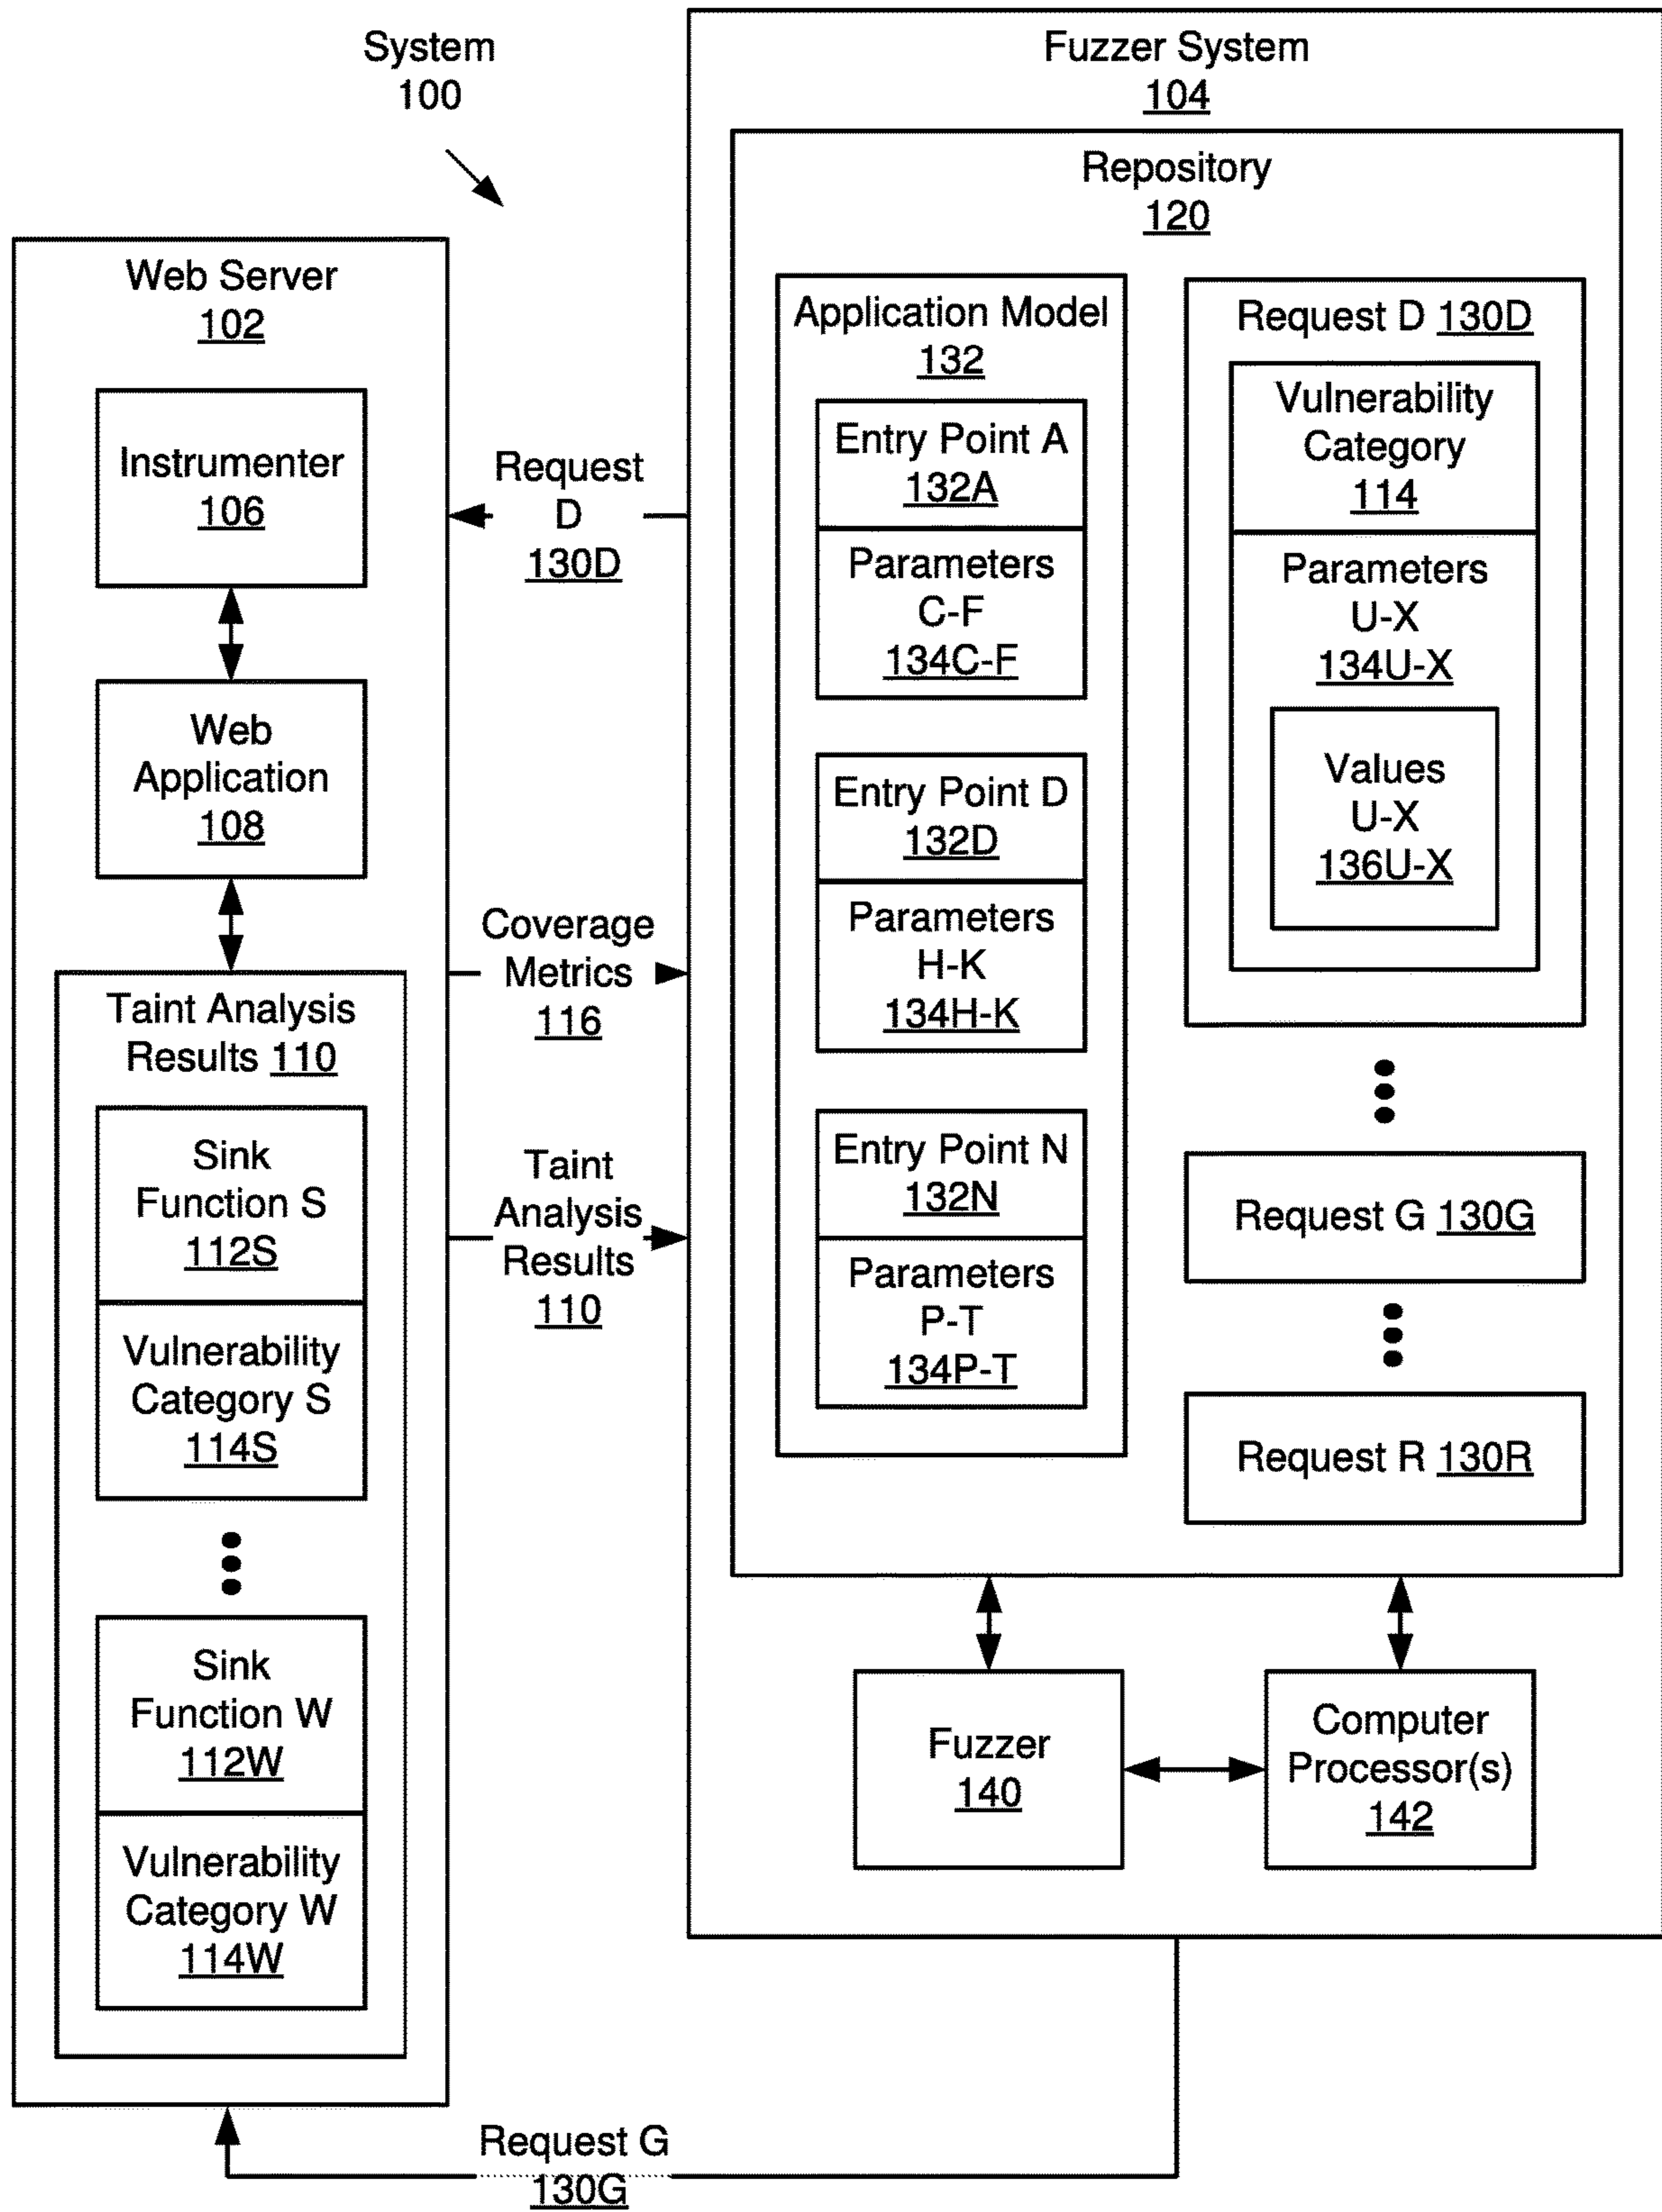 System
100
Web Server
102
Instrumenter
106
Web
Application
108
Taint Analysis
Results 110
Sink
Function S
112S
Vulnerability
Category S
114S
Sink
Function W
112W
Vulnerability
Category W
114W
Request
D
130D
Coverage
Metrics
116
Taint
Analysis
Results
110
Fuzzer System
104
Repository
120
Application Model
132
Entry Point A
132A
Parameters
C-F
134C-F
Entry Point D
132D
Parameters
H-K
134H-K
Entry Point N
132N
Parameters
P-T
134P-T
Request D 130D
Vulnerability
Category
114
Parameters
U-X
134U-X
Values
U-X
136U-X
Request G 130G
Request R 130R
Fuzzer
140
Computer
Processor(s)
142
Request G
130G